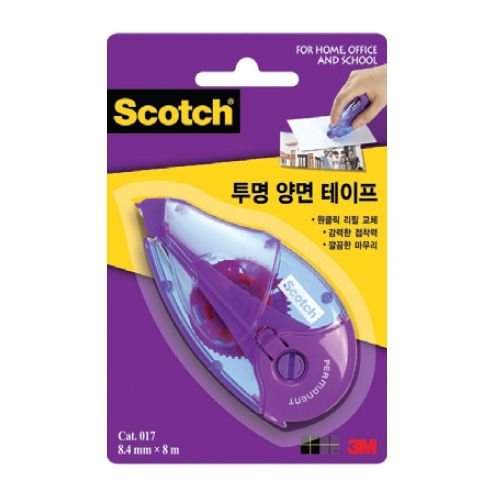 FOR HOME, OFFICE
AND SCHOOL
Scotch®
투명 양면 테이프
• 원클릭 리필 교체
• 강력한 접착력
• 깔끔한 마무리
Scotch
PERMANENT
Cat. 017
8.4 mm × 8 m
3M